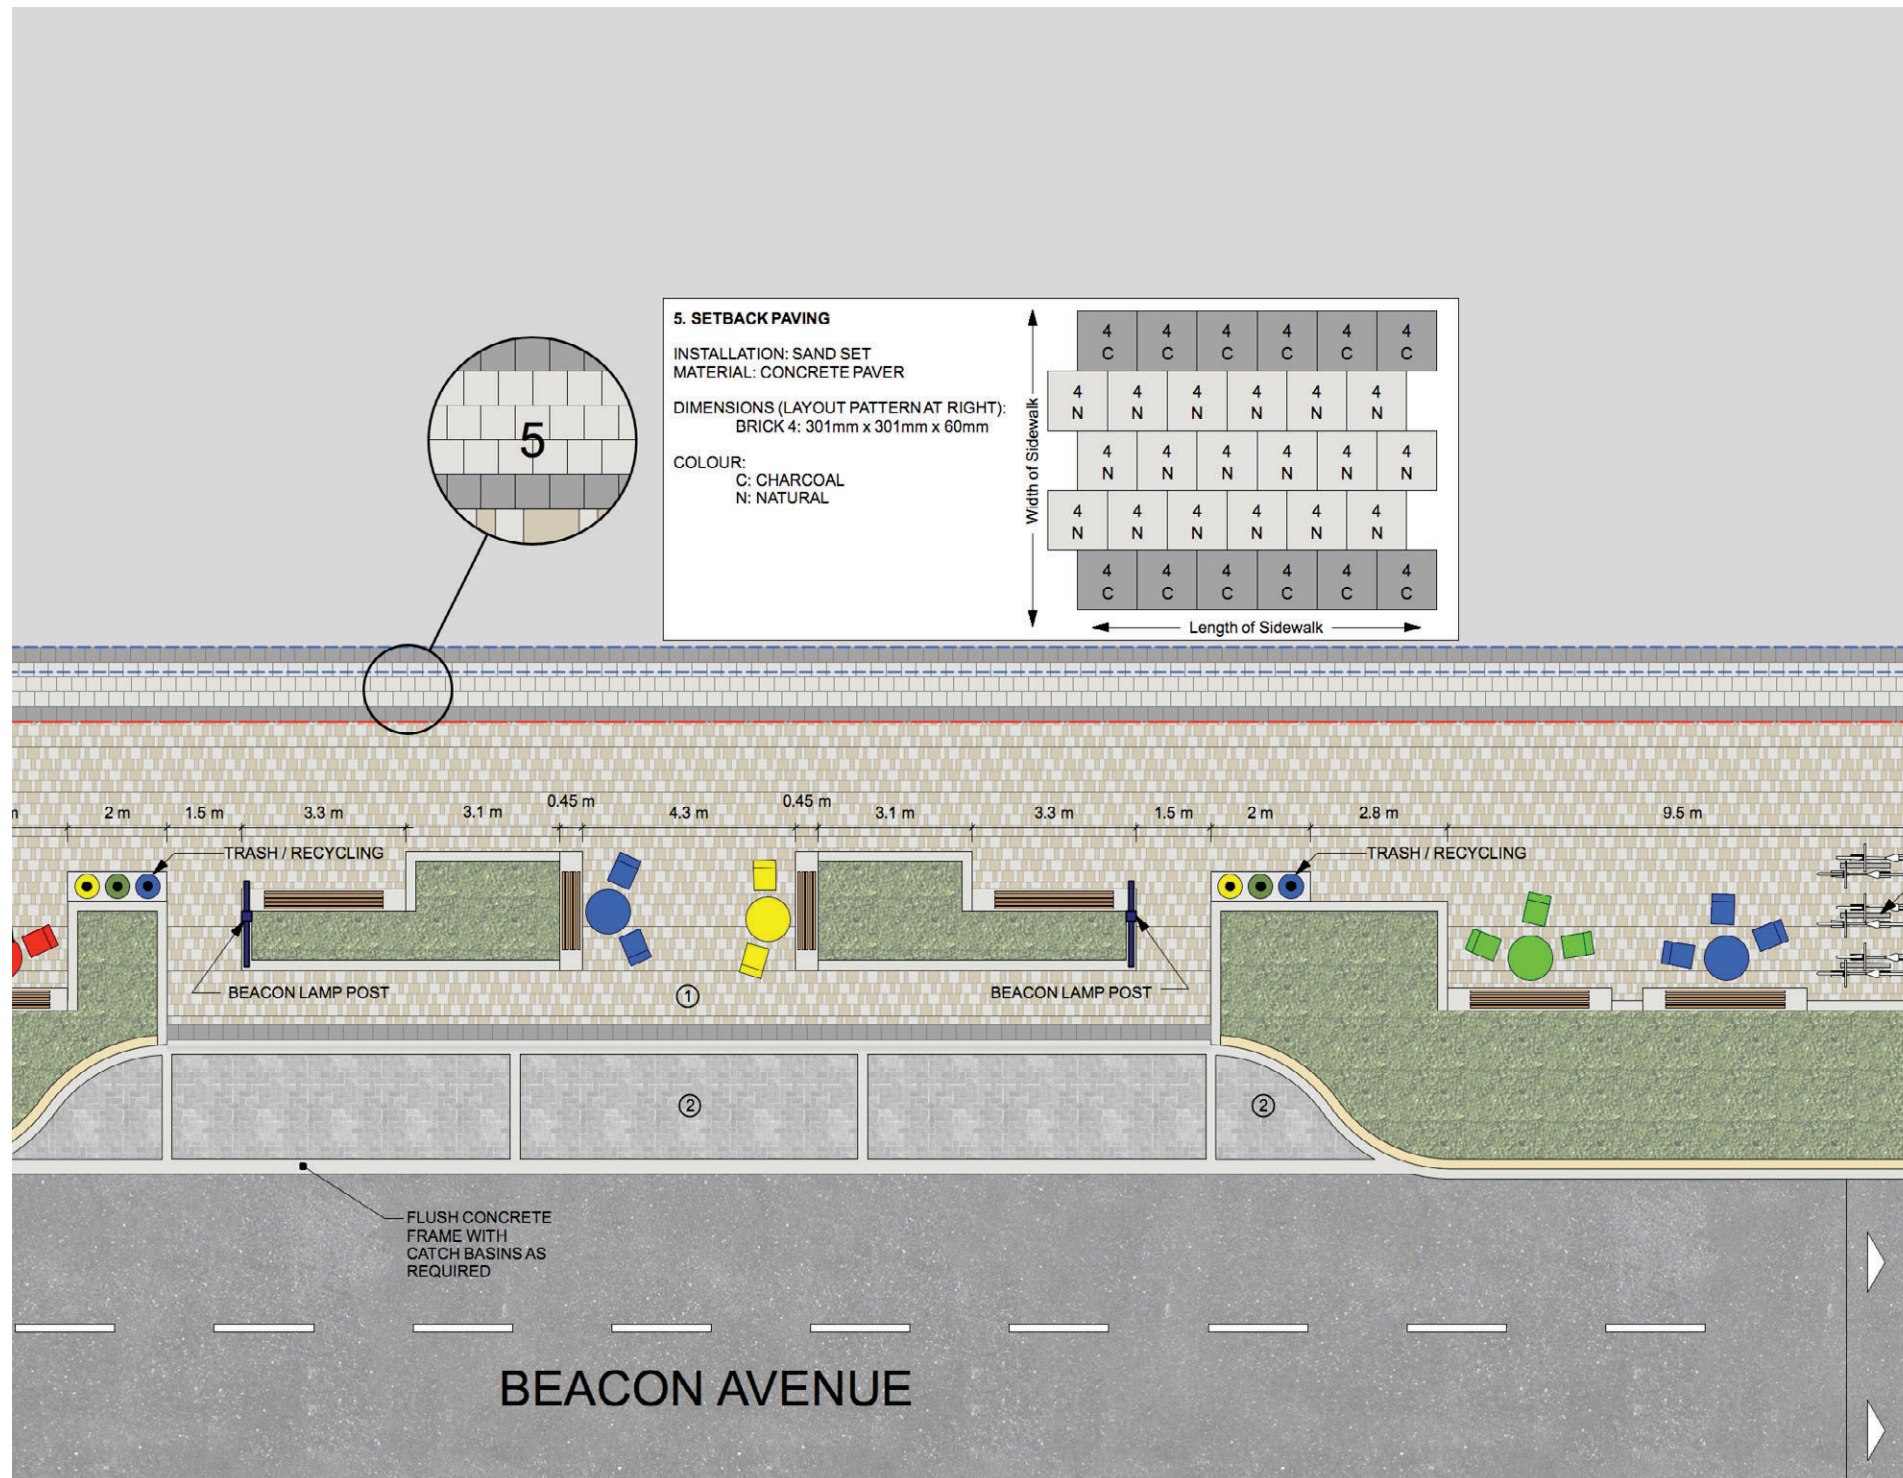 5
5. SETBACK PAVING
INSTALLATION: SAND SET
MATERIAL: CONCRETE PAVER
DIMENSIONS (LAYOUT PATTERN AT RIGHT):
BRICK 4: 301mm x 301mm x 60mm
COLOUR:
C: CHARCOAL
N: NATURAL
Width of Sidewalk
4 4 4 4 4 4
C C C C C C
4 4 4 4 4 4
N N N N N N
4 4 4 4 4 4
N N N N N N
4 4 4 4 4 4
N N N N N N
4 4 4 4 4 4
C C C C C C
Length of Sidewalk
2 m 1.5 m 3.3 m 3.1 m 0.45 m 4.3 m 0.45 m 3.1 m 3.3 m 1.5 m 2 m 2.8 m 9.5 m
TRASH / RECYCLING
TRASH / RECYCLING
BEACON LAMP POST
1
BEACON LAMP POST
2
2
FLUSH CONCRETE
FRAME WITH
CATCH BASINS AS
REQUIRED
BEACON AVENUE